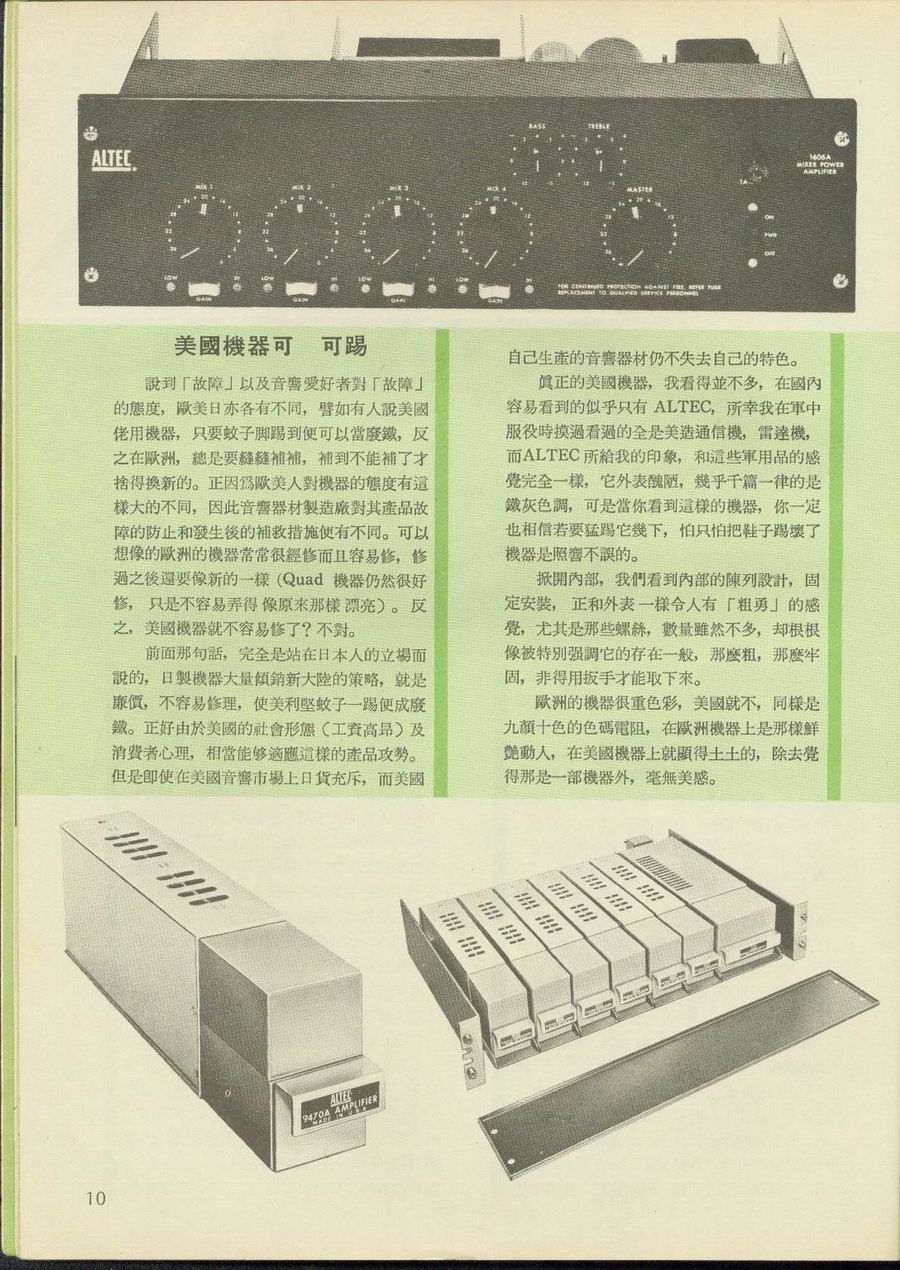 ALTEC
1606A
MIXER POWER
AMPLIFIER
BASS
TREBLE
MIX 1
MIX 2
MIX 3
MIX 4
MASTER
1A
ON
PWR
OFF
LOW
HI
LOW
HI
LOW
HI
LOW
HI
GAIN
GAIN
GAIN
GAIN
FOR CONTINUED PROTECTION AGAINST FIRE, REFER FUSE
REPLACEMENT TO QUALIFIED SERVICE PERSONNEL
美國機器可 可踢
說到「故障」以及音響愛好者對「故障」
的態度，歐美日亦各有不同，譬如有人說美國
佬用機器，只要蚊子脚踢到便可以當廢鐵，反
之在歐洲，總是要縫縫補補，補到不能補了才
捨得換新的。正因爲歐美人對機器的態度有這
樣大的不同，因此音響器材製造廠對其產品故
障的防止和發生後的補救措施便有不同。可以
想像的歐洲的機器常常很經修而且容易修，修
過之後還要像新的一樣（Quad 機器仍然很好
修，只是不容易弄得像原來那樣漂亮）。反
之，美國機器就不容易修了？不對。
前面那句話，完全是站在日本人的立場而
說的，日製機器大量傾銷新大陸的策略，就是
廉價，不容易修理，使美利堅蚊子一踢便成廢
鐵。正好由於美國的社會形態（工資高昻）及
消費者心理，相當能够適應這樣的產品攻勢。
但是卽使在美國音響市場上日貨充斥，而美國
自己生產的音響器材仍不失去自己的特色。
眞正的美國機器，我看得並不多，在國內
容易看到的似乎只有 ALTEC，所幸我在軍中
服役時摸過看過的全是美造通信機，雷達機，
而ALTEC 所給我的印象，和這些軍用品的感
覺完全一樣，它外表醜陋，幾乎千篇一律的是
鐵灰色調，可是當你看到這樣的機器，你一定
也相信若要猛踢它幾下，怕只怕把鞋子踢壞了
機器是照響不誤的。
掀開內部，我們看到內部的陳列設計，固
定安裝，正和外表一樣令人有「粗勇」的感
覺，尤其是那些螺絲，數量雖然不多，却根根
像被特別强調它的存在一般，那麼粗，那麼牢
固，非得用扳手才能取下來。
歐洲的機器很重色彩，美國就不，同樣是
九顏十色的色碼電阻，在歐洲機器上是那樣鮮
艷動人，在美國機器上就顯得土土的，除去覺
得那是一部機器外，毫無美感。
ALTEC
9470A AMPLIFIER
MADE IN U.S.A.
10